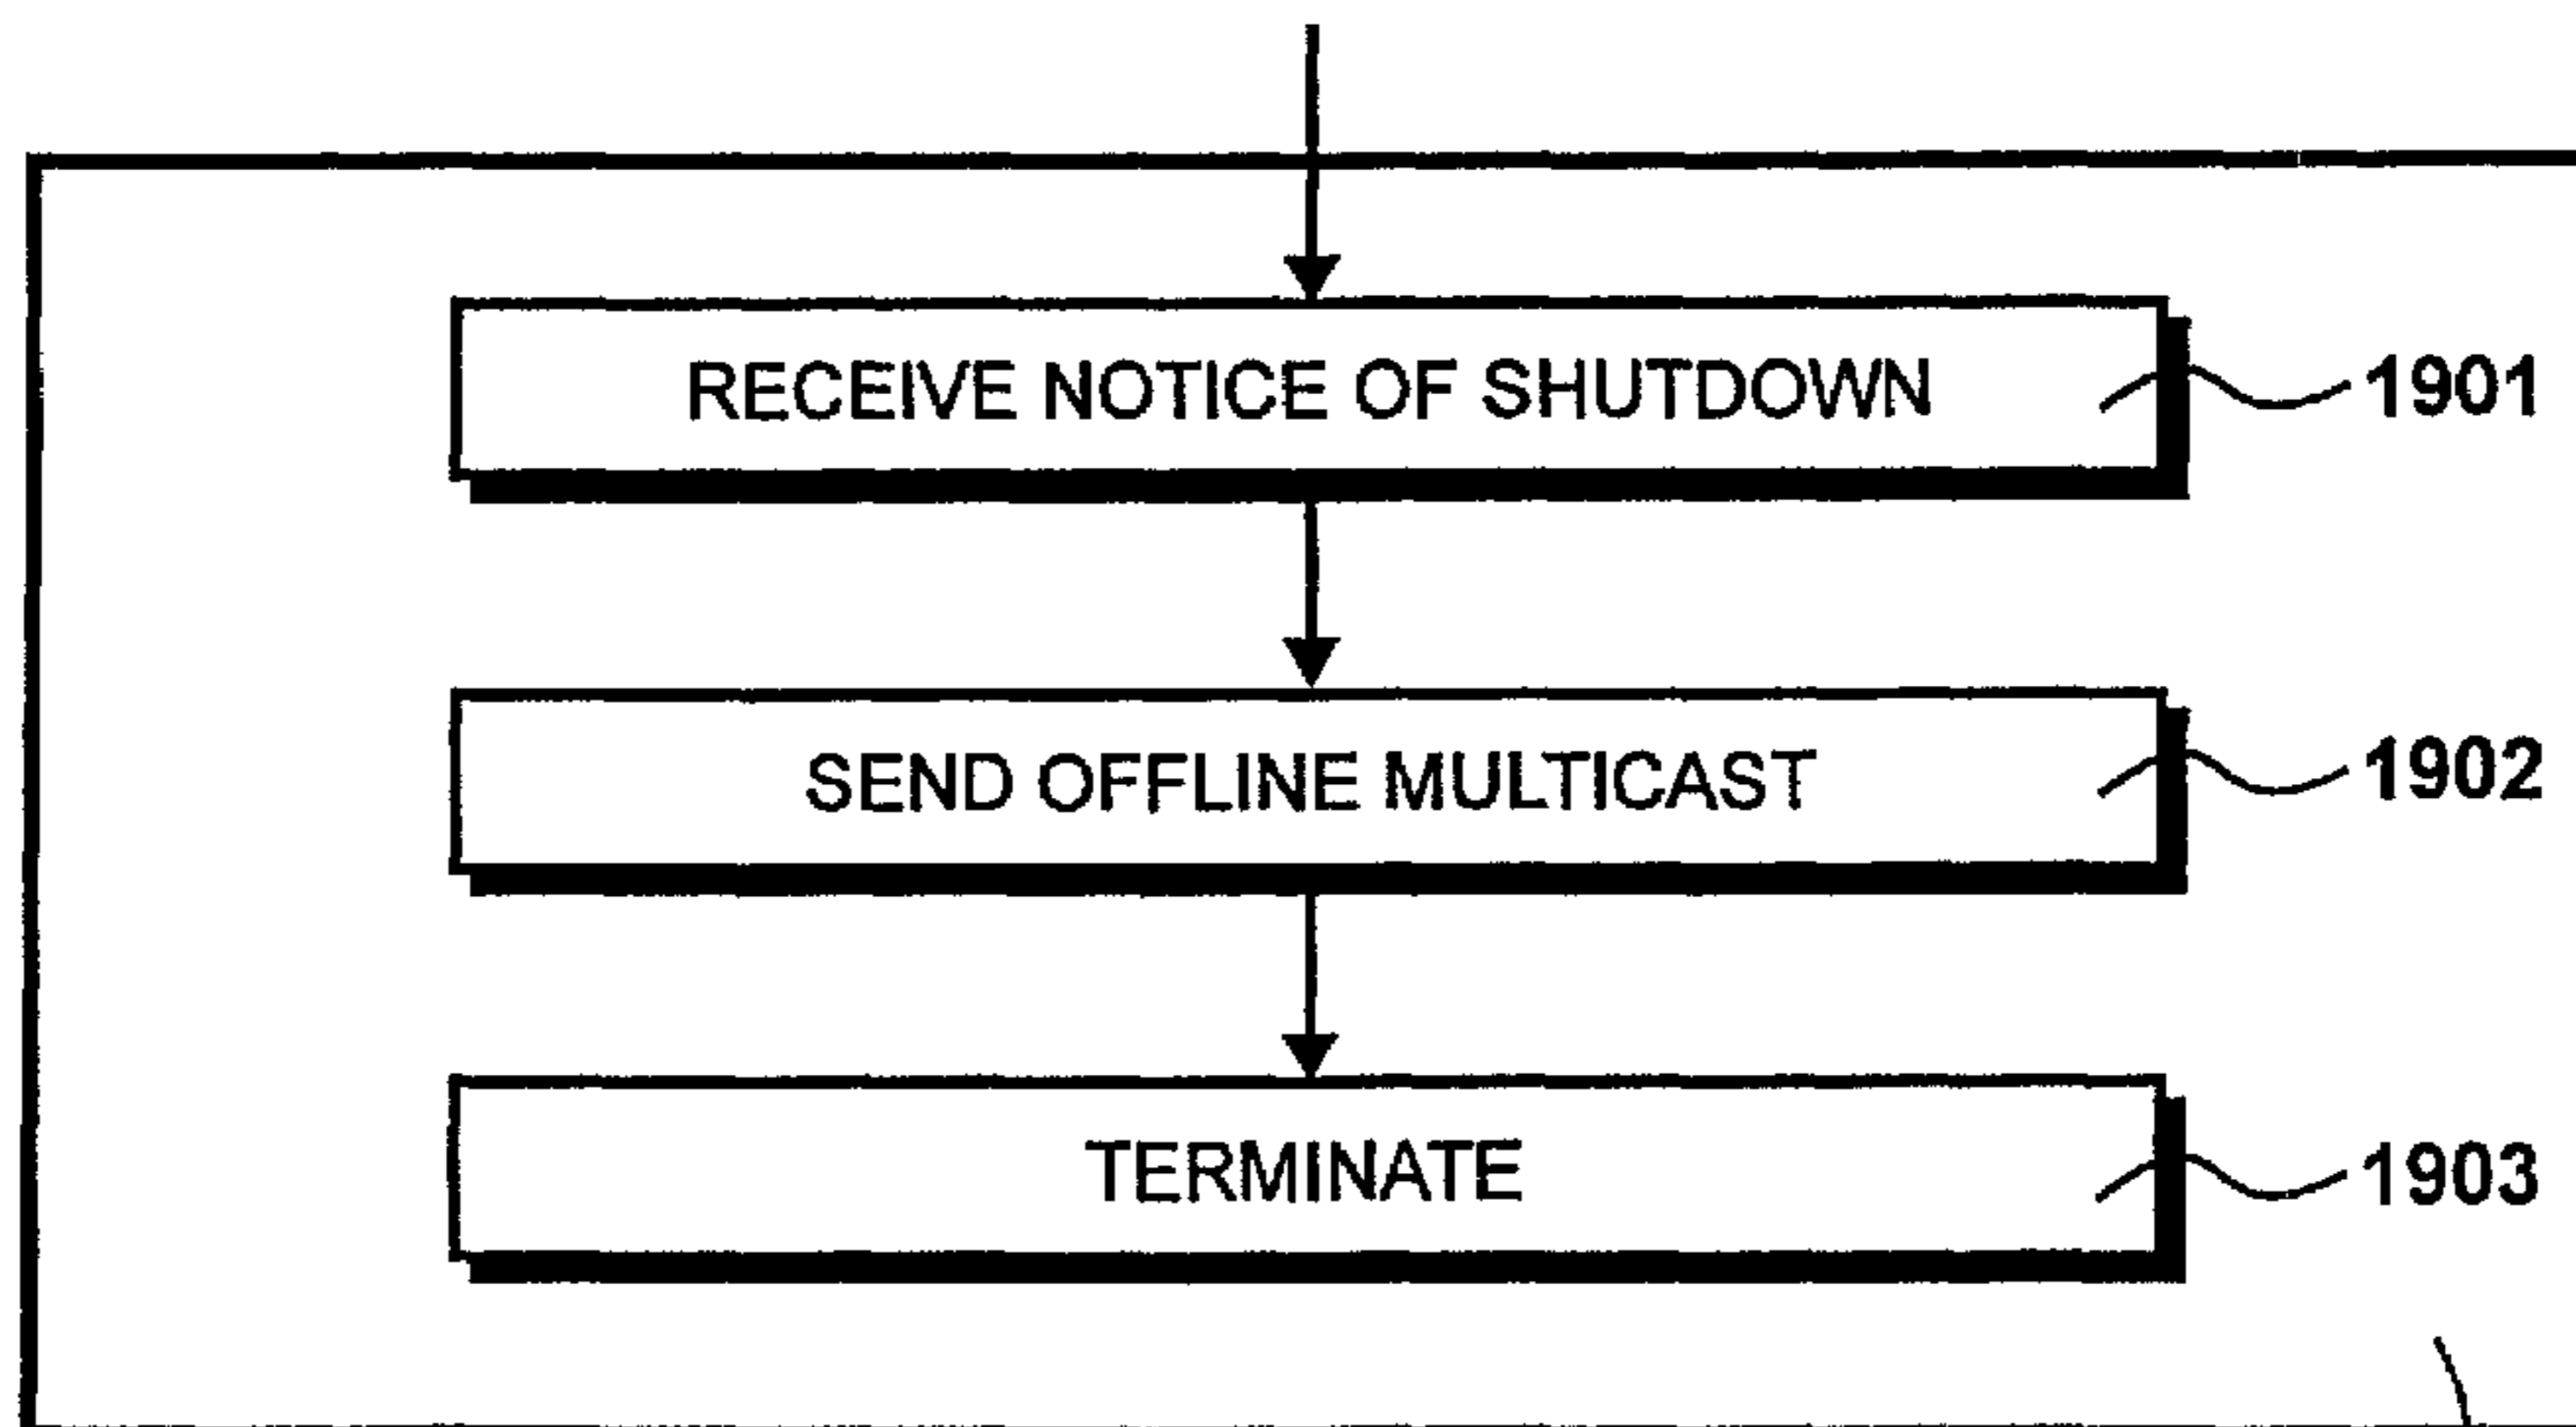 RECEIVE NOTICE OF SHUTDOWN 1901
SEND OFFLINE MULTICAST 1902
TERMINATE 1903